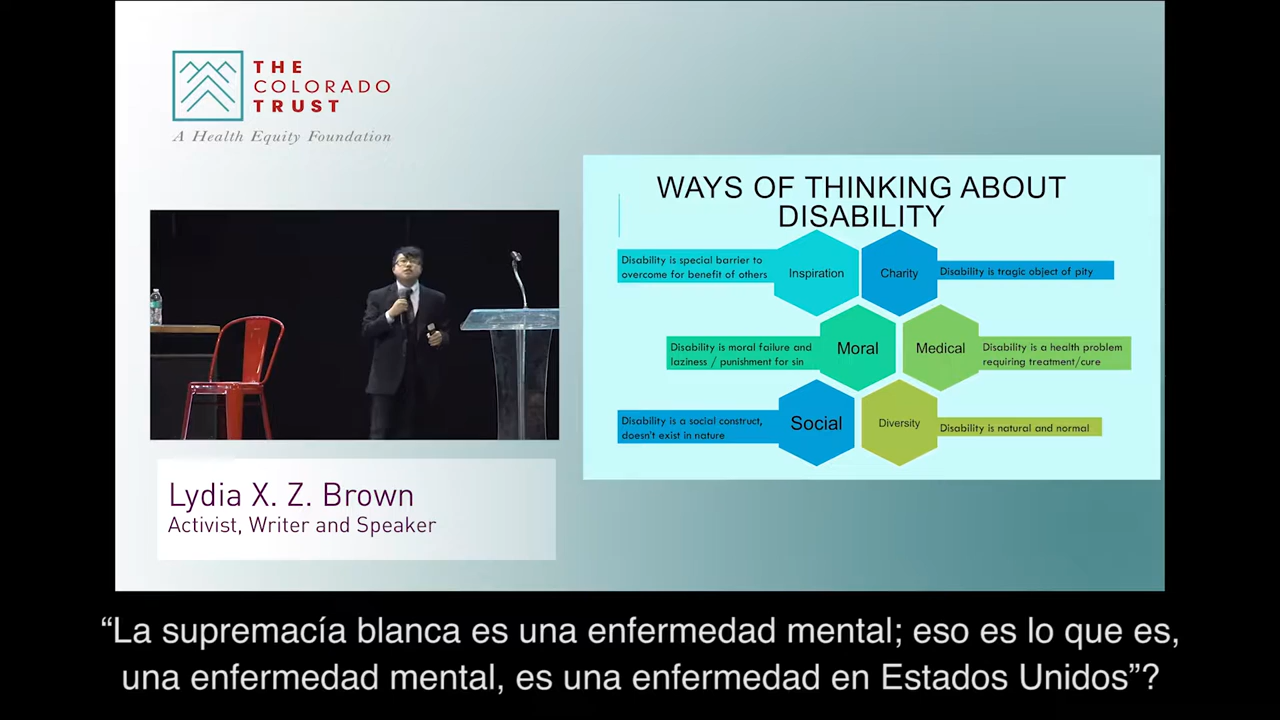 THE
COLORADO
TRUST
A Health Equity Foundation
WAYS OF THINKING ABOUT
DISABILITY
Disability is special barrier to
overcome for benefit of others
Inspiration
Charity
Disability is tragic object of pity
Disability is moral failure and
laziness / punishment for sin
Moral
Medical
Disability is a health problem
requiring treatment/cure
Disability is a social construct,
doesn't exist in nature
Social
Diversity
Disability is natural and normal
Lydia X. Z. Brown
Activist, Writer and Speaker
“La supremacía blanca es una enfermedad mental; eso es lo que es,
una enfermedad mental, es una enfermedad en Estados Unidos”?